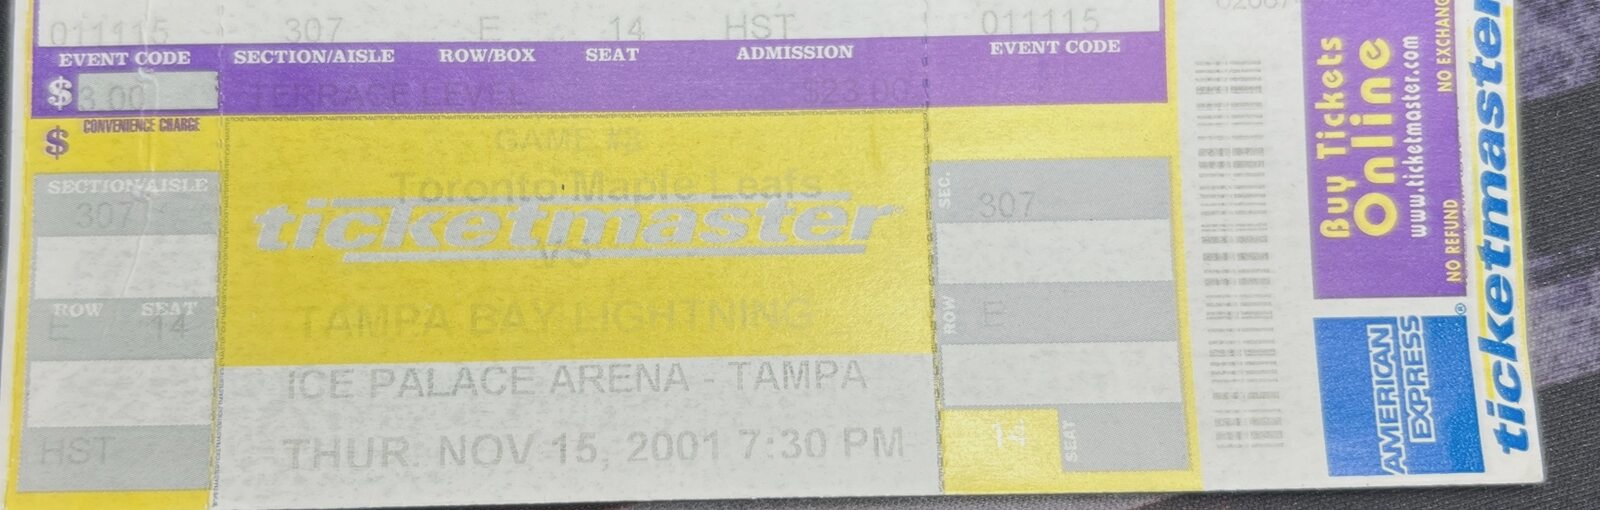 011115 307 E 14 HST 011115
EVENT CODE SECTION/AISLE ROW/BOX SEAT ADMISSION EVENT CODE
$ 3.00 TERRACE LEVEL $23.00
$ CONVENIENCE CHARGE
GAME
Toronto Maple Leafs
ticketmaster
VS
TAMPA BAY LIGHTNING
ICE PALACE ARENA - TAMPA
THUR. NOV 15, 2001 7:30 PM
SECTION/AISLE
307
ROW SEAT
E 14
HST
SEC.
307
ROW
E
14
SEAT
Buy Tickets
Online
www.ticketmaster.com
NO REFUND NO EXCHANG
AMERICAN
EXPRESS
®
ticketmaster